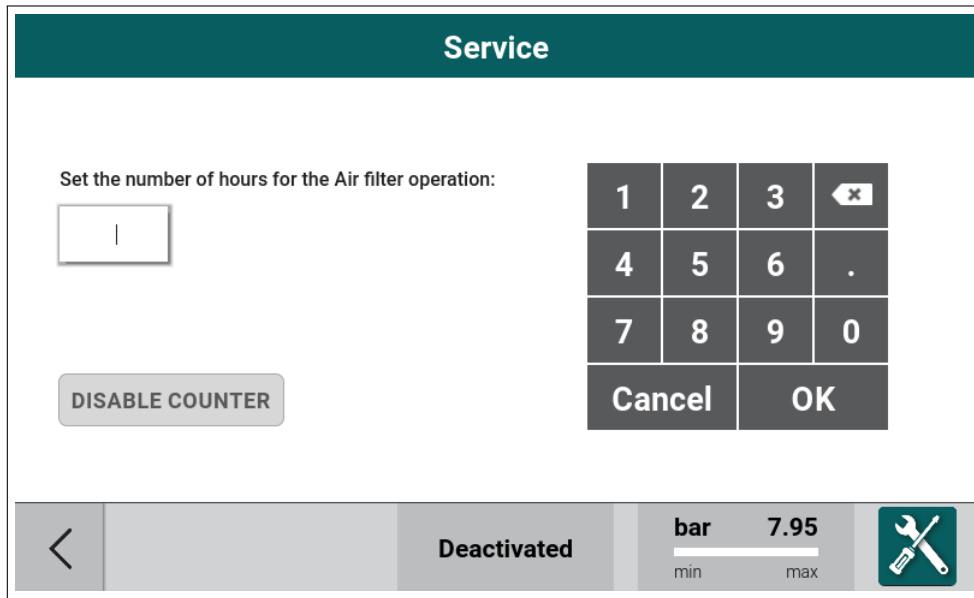 Service
Set the number of hours for the Air filter operation:
1 2 3
4 5 6 .
7 8 9 0
Cancel OK
DISABLE COUNTER
Deactivated
bar 7.95
min max